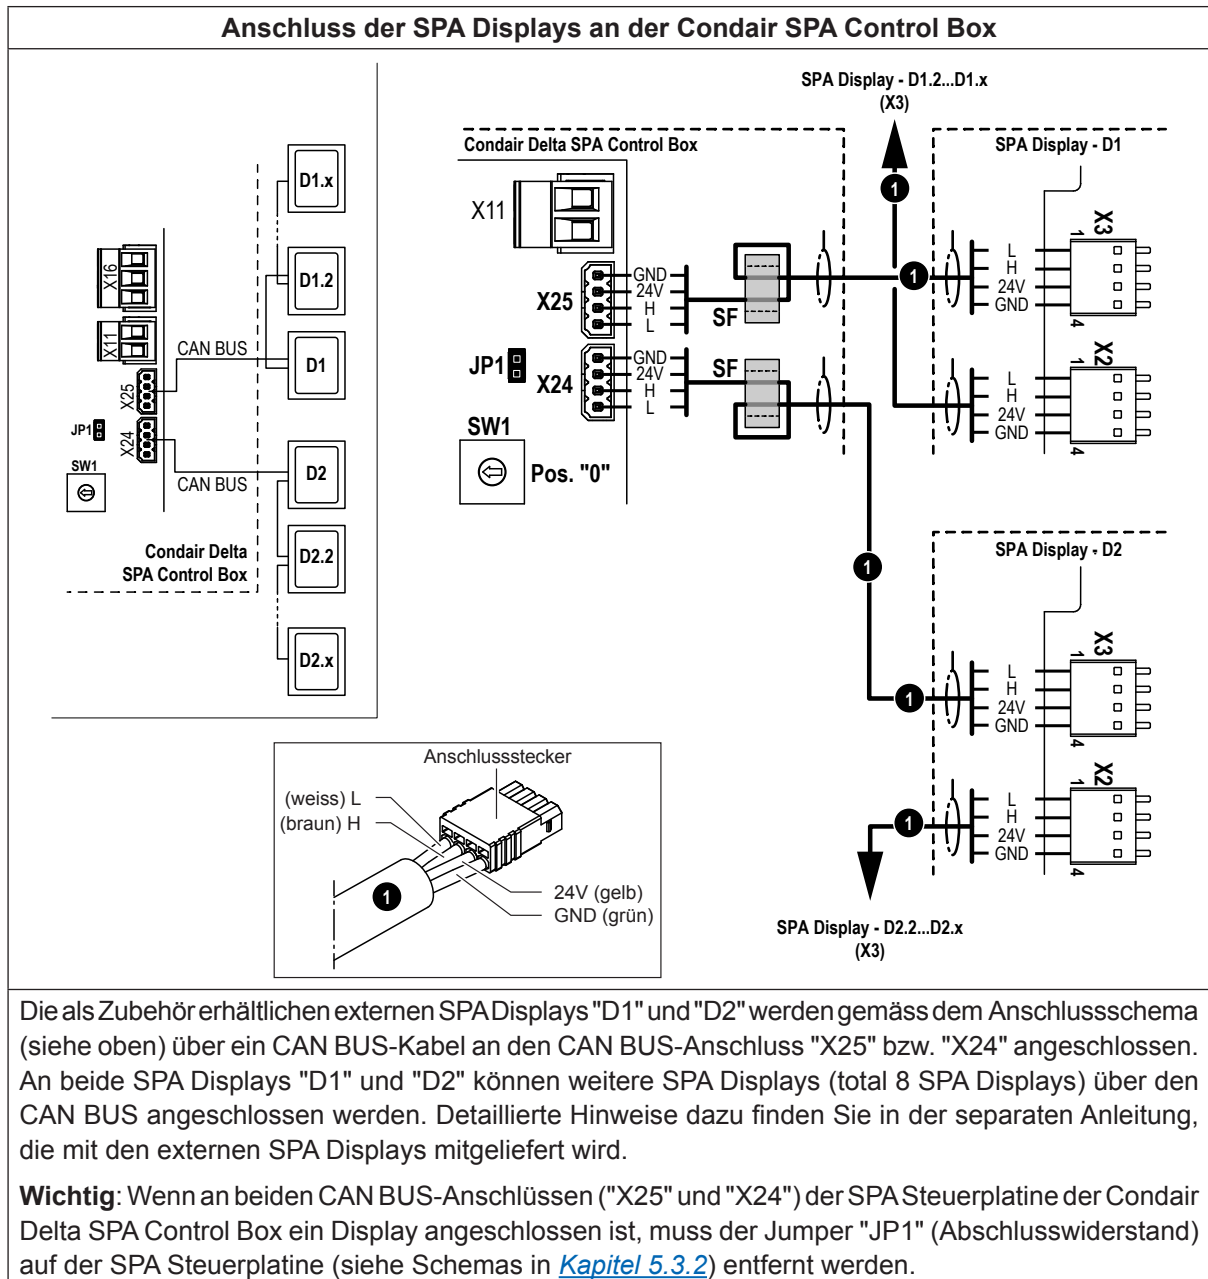 Anschluss der SPA Displays an der Condair SPA Control Box
D1.x
D1.2
D1
D2
D2.2
D2.x
X16
X11
X25
X24
JP1
SW1
CAN BUS
CAN BUS
Condair Delta
SPA Control Box
SPA Display - D1.2...D1.x
(X3)
Condair Delta SPA Control Box
SPA Display - D1
X11
X25
GND
24V
H
L
SF
JP1
X24
GND
24V
H
L
SF
SW1
Pos. "0"
1
1
L
H
24V
GND
X3
1
4
L
H
24V
GND
X2
1
4
1
SPA Display - D2
1
L
H
24V
GND
X3
1
4
1
L
H
24V
GND
X2
1
4
SPA Display - D2.2...D2.x
(X3)
Anschlussstecker
(weiss) L
(braun) H
1
24V (gelb)
GND (grün)
Die als Zubehör erhältlichen externen SPA Displays "D1" und "D2" werden gemäss dem Anschlussschema
(siehe oben) über ein CAN BUS-Kabel an den CAN BUS-Anschluss "X25" bzw. "X24" angeschlossen.
An beide SPA Displays "D1" und "D2" können weitere SPA Displays (total 8 SPA Displays) über den
CAN BUS angeschlossen werden. Detaillierte Hinweise dazu finden Sie in der separaten Anleitung,
die mit den externen SPA Displays mitgeliefert wird.
Wichtig: Wenn an beiden CAN BUS-Anschlüssen ("X25" und "X24") der SPA Steuerplatine der Condair
Delta SPA Control Box ein Display angeschlossen ist, muss der Jumper "JP1" (Abschlusswiderstand)
auf der SPA Steuerplatine (siehe Schemas in Kapitel 5.3.2) entfernt werden.